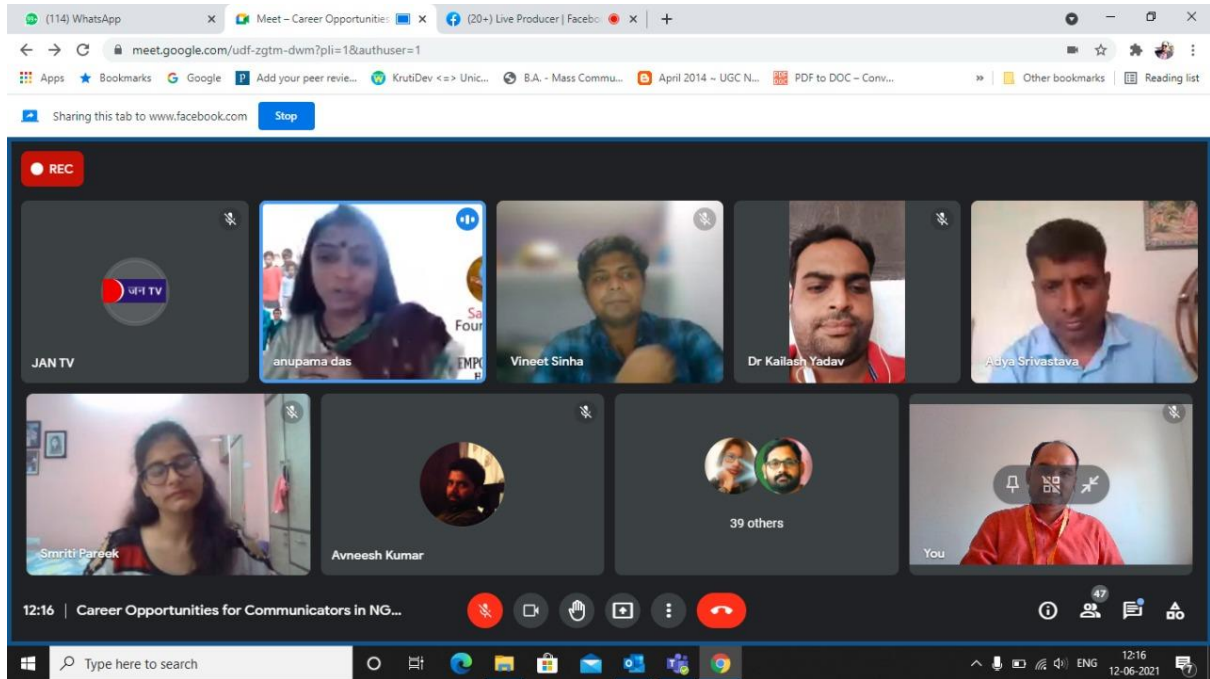 (114) WhatsApp
Meet – Career Opportunities
(20+) Live Producer | Facebo
meet.google.com/udf-zgtm-dwm?pli=1&authuser=1
Apps Bookmarks Google Add your peer revie... KrutiDev <=> Unic... B.A. - Mass Commu... April 2014 ~ UGC N... PDF to DOC – Conv... » Other bookmarks Reading list
Sharing this tab to www.facebook.com Stop
REC
जन TV
JAN TV
Sa
Four
EMP
anupama das
Vineet Sinha
Dr Kailash Yadav
Adya Srivastava
Smriti Pareek
Avneesh Kumar
39 others
You
12:16 | Career Opportunities for Communicators in NG...
47
Type here to search
ENG
12:16
12-06-2021